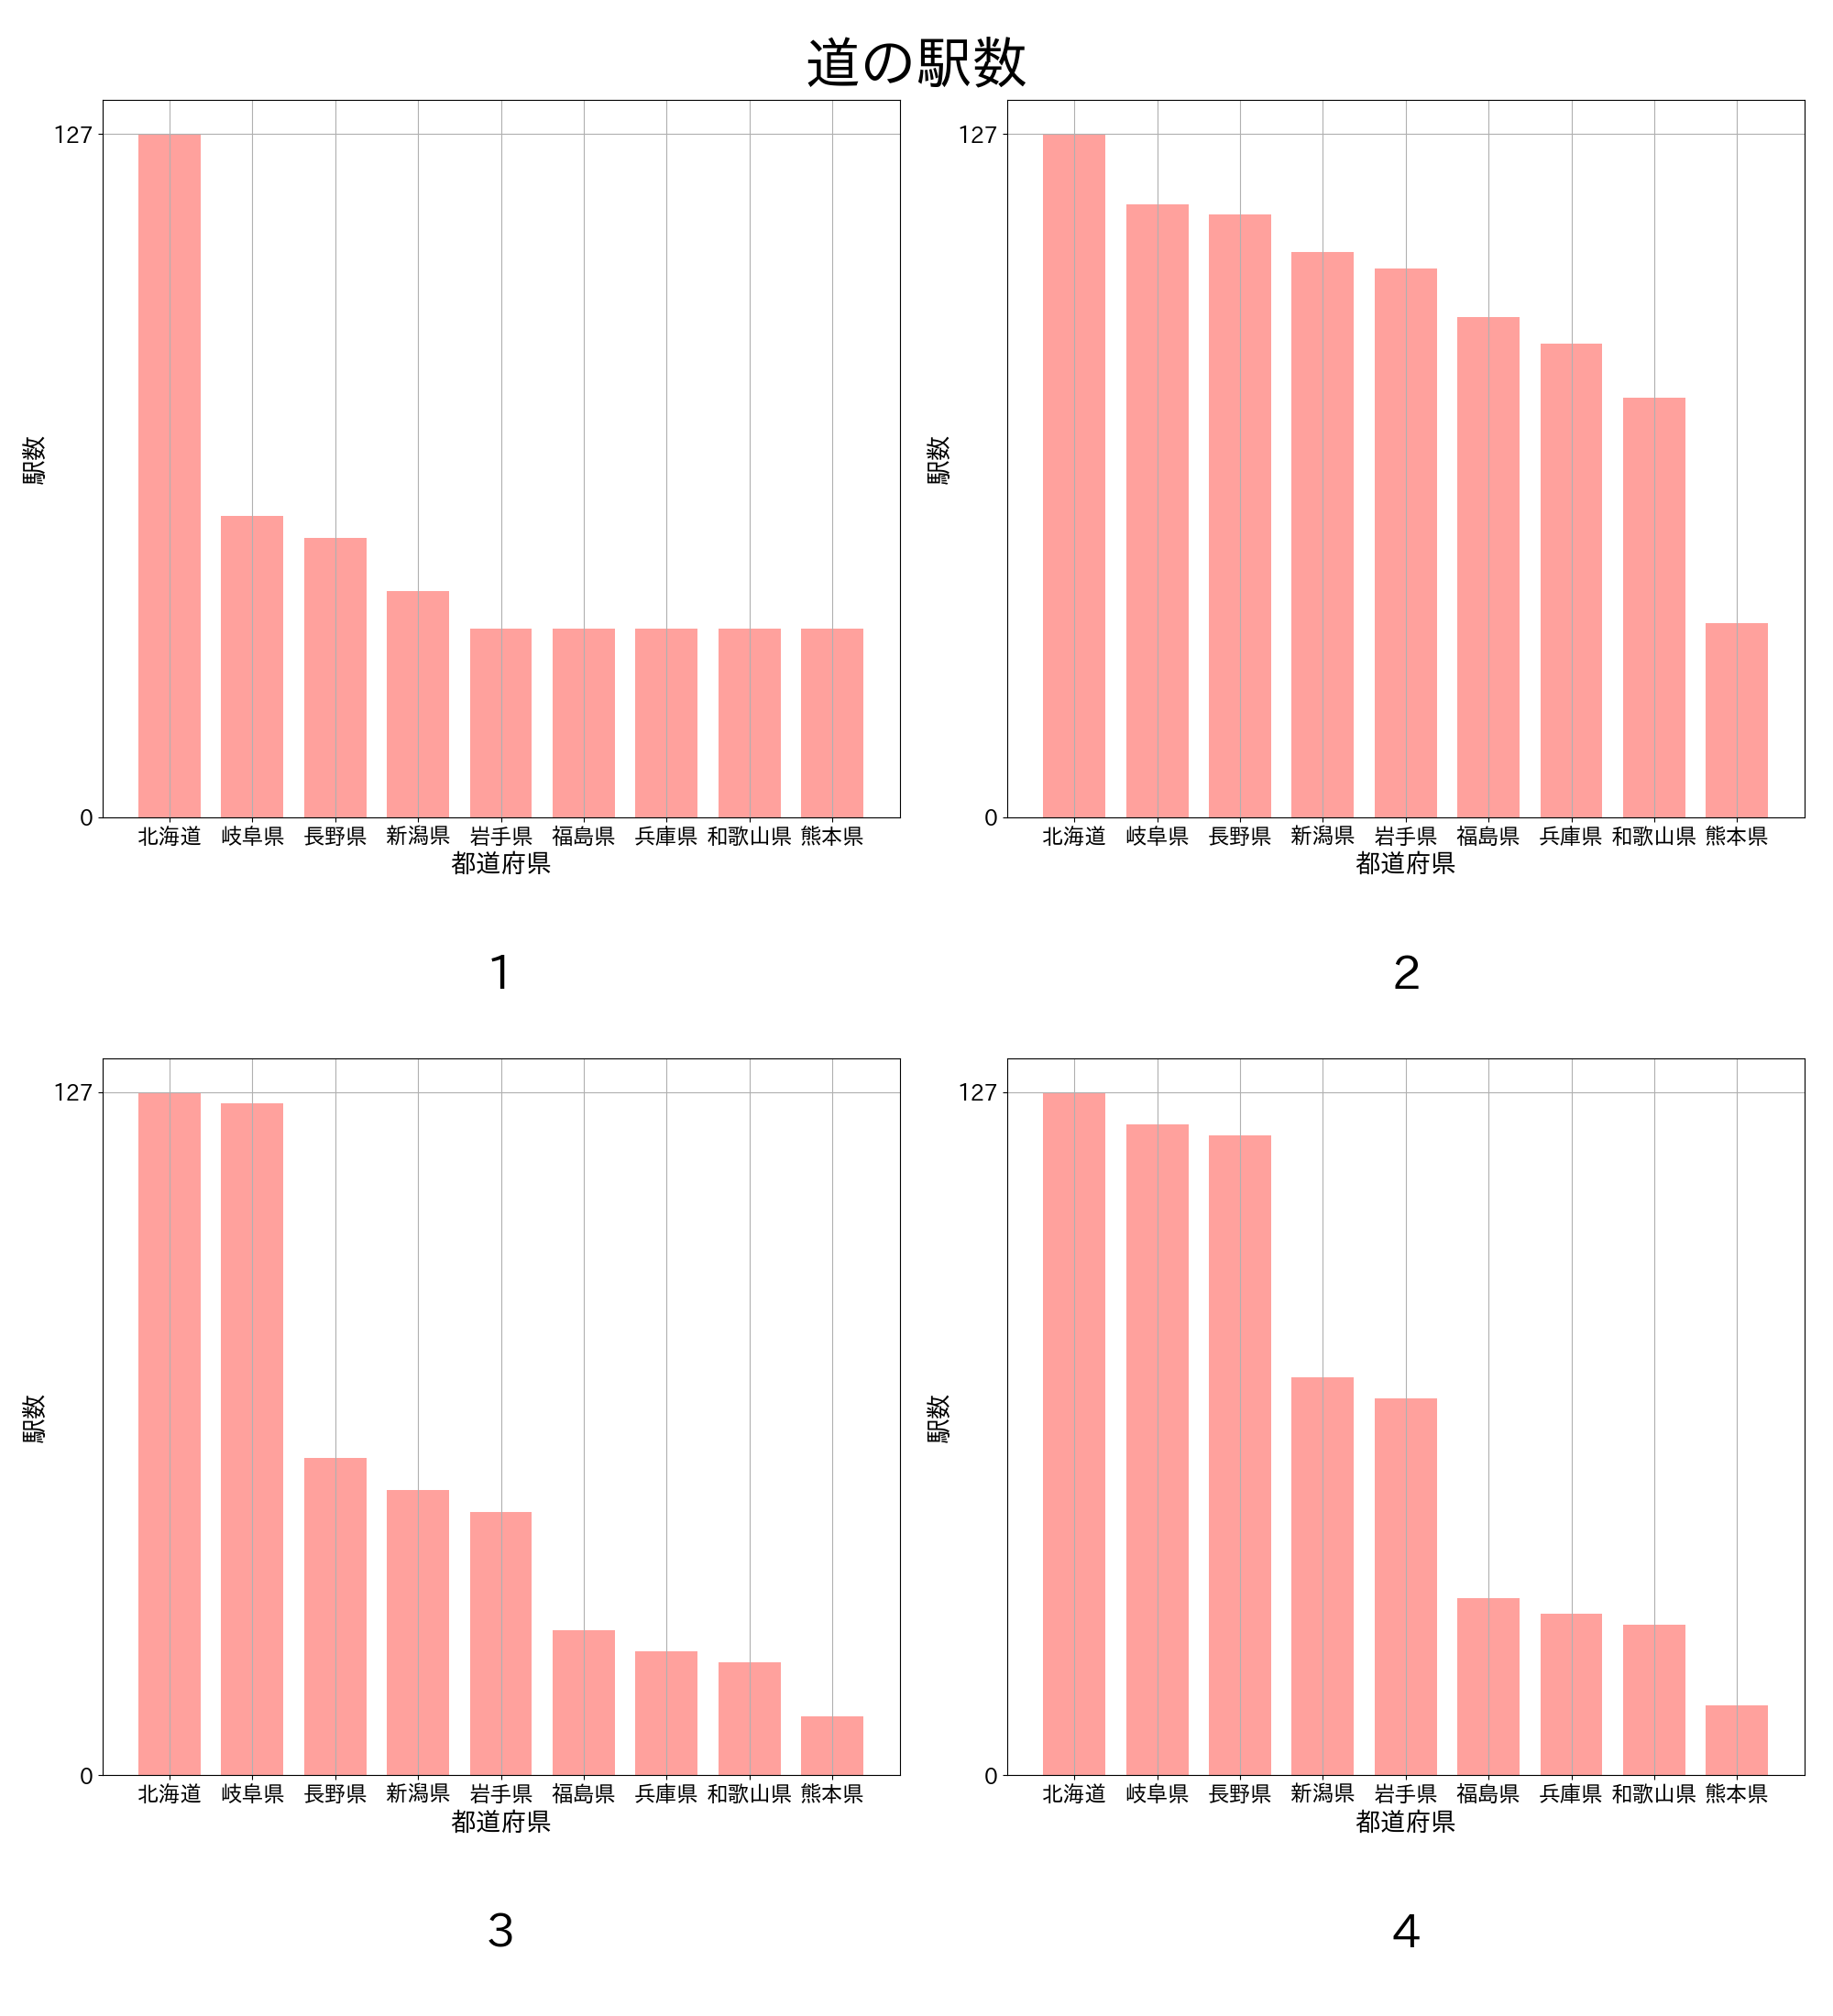 道の駅数
127
0
駅数
北海道 岐阜県 長野県 新潟県 岩手県 福島県 兵庫県 和歌山県 熊本県
都道府県
1
127
0
駅数
北海道 岐阜県 長野県 新潟県 岩手県 福島県 兵庫県 和歌山県 熊本県
都道府県
2
127
0
駅数
北海道 岐阜県 長野県 新潟県 岩手県 福島県 兵庫県 和歌山県 熊本県
都道府県
3
127
0
駅数
北海道 岐阜県 長野県 新潟県 岩手県 福島県 兵庫県 和歌山県 熊本県
都道府県
4